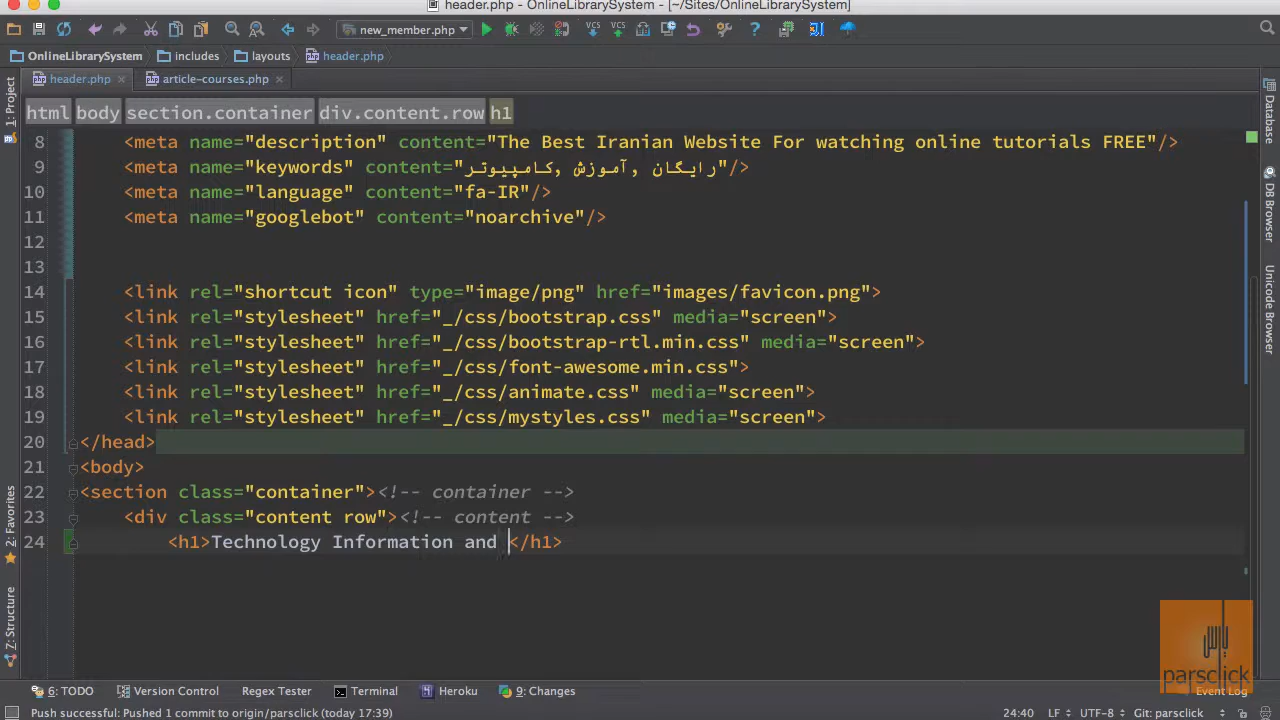 header.php - OnlineLibrarySystem - [~/Sites/OnlineLibrarySystem]
new_member.php
VCS VCS
OnlineLibrarySystem includes layouts header.php
header.php article-courses.php
html body section.container div.content.row h1
8 <meta name="description" content="The Best Iranian Website For watching online tutorials FREE"/>
9 <meta name="keywords" content="رایگان ,آموزش ,کامپیوتر"/>
10 <meta name="language" content="fa-IR"/>
11 <meta name="googlebot" content="noarchive"/>
12
13
14 <link rel="shortcut icon" type="image/png" href="images/favicon.png">
15 <link rel="stylesheet" href="_/css/bootstrap.css" media="screen">
16 <link rel="stylesheet" href="_/css/bootstrap-rtl.min.css" media="screen">
17 <link rel="stylesheet" href="_/css/font-awesome.min.css">
18 <link rel="stylesheet" href="_/css/animate.css" media="screen">
19 <link rel="stylesheet" href="_/css/mystyles.css" media="screen">
20 </head>
21 <body>
22 <section class="container"><!-- container -->
23 <div class="content row"><!-- content -->
24 <h1>Technology Information and </h1>
1: Project
2: Favorites
7: Structure
Database
DB Browser
Unicode Browser
پارس
parsclick
6: TODO Version Control Regex Tester Terminal Heroku 9: Changes Event Log
Push successful: Pushed 1 commit to origin/parsclick (today 17:39) 24:40 LF UTF-8 Git: parsclick